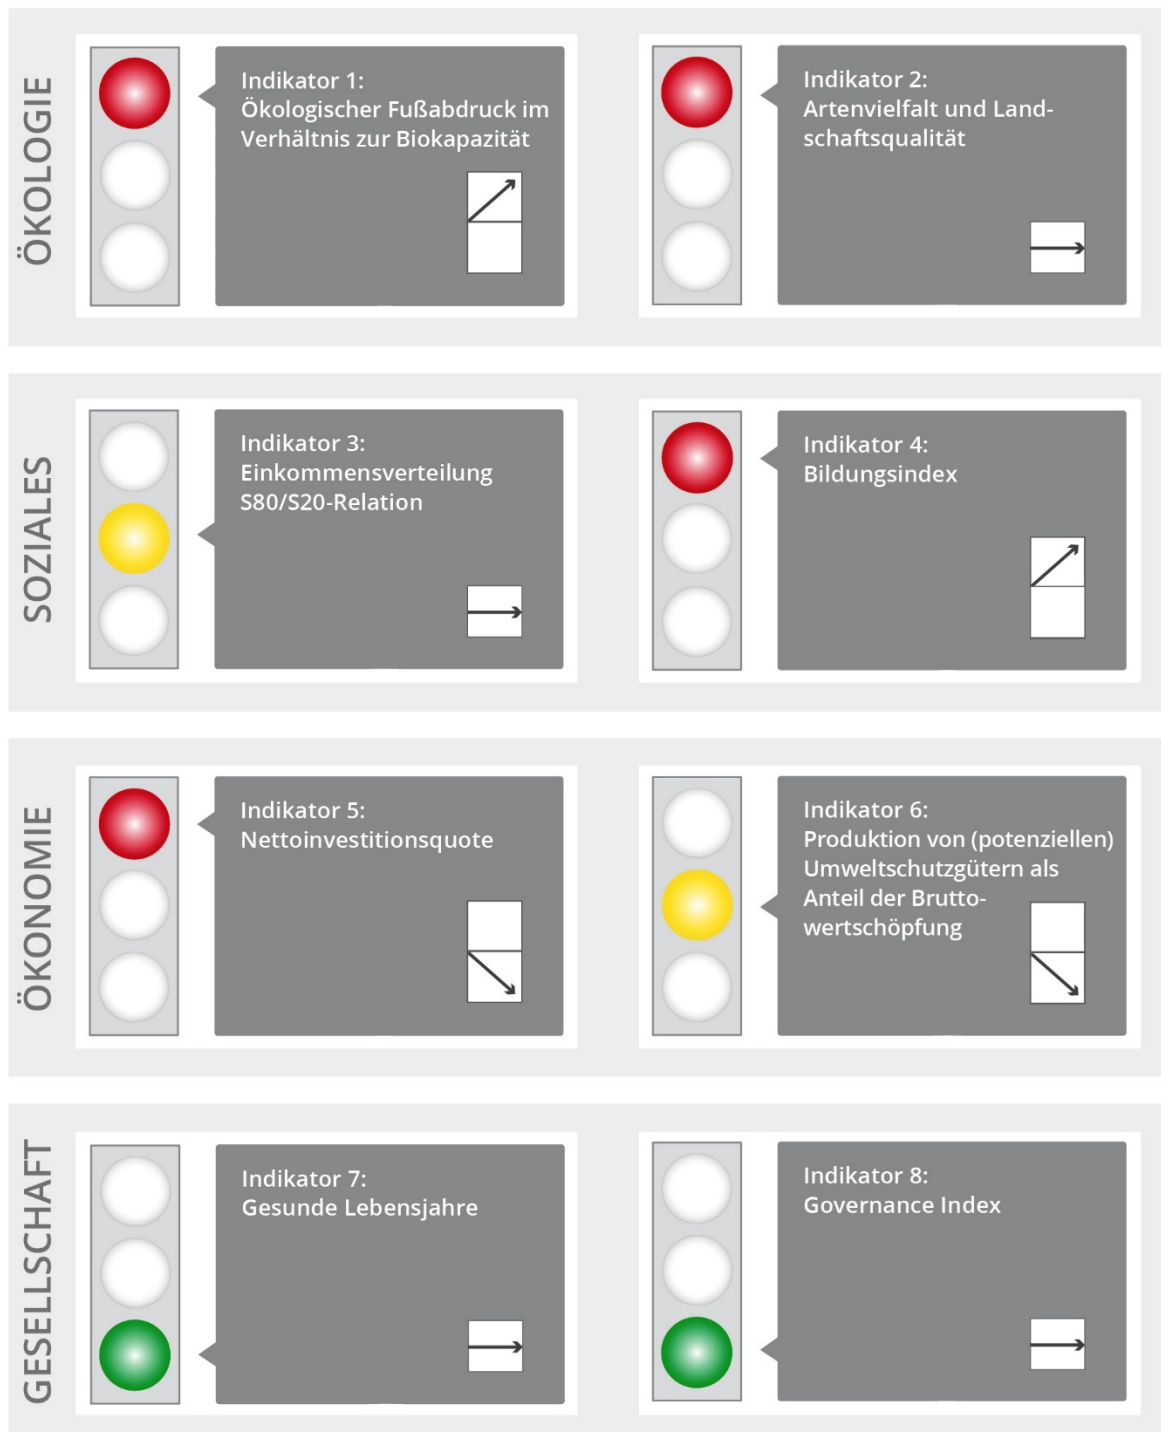 ÖKOLOGIE
Indikator 1:
Ökologischer Fußabdruck im
Verhältnis zur Biokapazität
Indikator 2:
Artenvielfalt und Land-
schaftsqualität
SOZIALES
Indikator 3:
Einkommensverteilung
S80/S20-Relation
Indikator 4:
Bildungsindex
ÖKONOMIE
Indikator 5:
Nettoinvestitionsquote
Indikator 6:
Produktion von (potenziellen)
Umweltschutzgütern als
Anteil der Brutto-
wertschöpfung
GESELLSCHAFT
Indikator 7:
Gesunde Lebensjahre
Indikator 8:
Governance Index